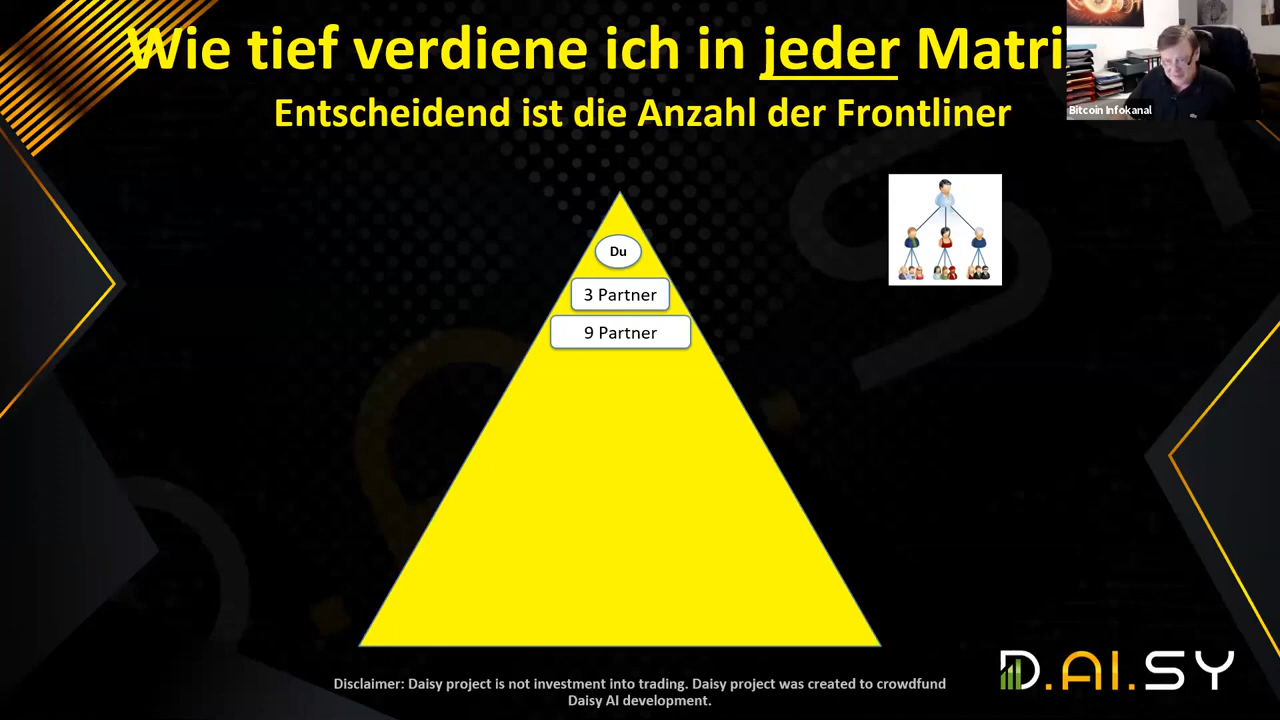 Wie tief verdiene ich in jeder Matri
Entscheidend ist die Anzahl der Frontliner
Bitcoin Infokanal
Du
3 Partner
9 Partner
Disclaimer: Daisy project is not investment into trading. Daisy project was created to crowdfund
Daisy AI development.
D.AI.SY